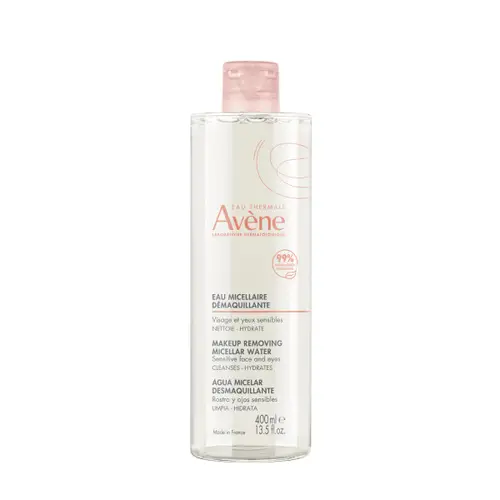 EAU THERMALE
Avène
LABORATOIRE DERMATOLOGIQUE
99%
EAU MICELLAIRE
DÉMAQUILLANTE
Visage et yeux sensibles
NETTOIE - HYDRATE
MAKEUP REMOVING
MICELLAR WATER
Sensitive face and eyes
CLEANSES - HYDRATES
AGUA MICELAR
DESMAQUILLANTE
Rostro y ojos sensibles
LIMPIA - HIDRATA
400 ml e
Made in France 13.5 fl.oz.